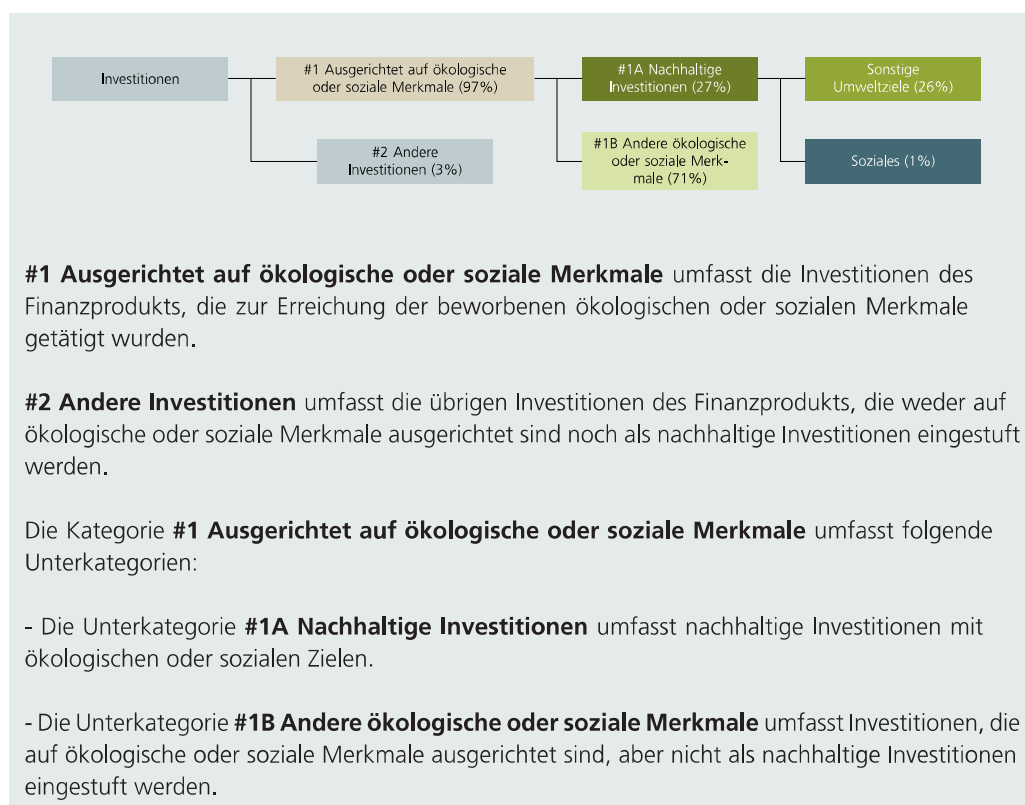 Investitionen
#1 Ausgerichtet auf ökologische
oder soziale Merkmale (97%)
#1A Nachhaltige
Investitionen (27%)
Sonstige
Umweltziele (26%)
#2 Andere
Investitionen (3%)
#1B Andere ökologische
oder soziale Merk-
male (71%)
Soziales (1%)
#1 Ausgerichtet auf ökologische oder soziale Merkmale umfasst die Investitionen des
Finanzprodukts, die zur Erreichung der beworbenen ökologischen oder sozialen Merkmale
getätigt wurden.
#2 Andere Investitionen umfasst die übrigen Investitionen des Finanzprodukts, die weder auf
ökologische oder soziale Merkmale ausgerichtet sind noch als nachhaltige Investitionen eingestuft
werden.
Die Kategorie #1 Ausgerichtet auf ökologische oder soziale Merkmale umfasst folgende
Unterkategorien:
- Die Unterkategorie #1A Nachhaltige Investitionen umfasst nachhaltige Investitionen mit
ökologischen oder sozialen Zielen.
- Die Unterkategorie #1B Andere ökologische oder soziale Merkmale umfasst Investitionen, die
auf ökologische oder soziale Merkmale ausgerichtet sind, aber nicht als nachhaltige Investitionen
eingestuft werden.